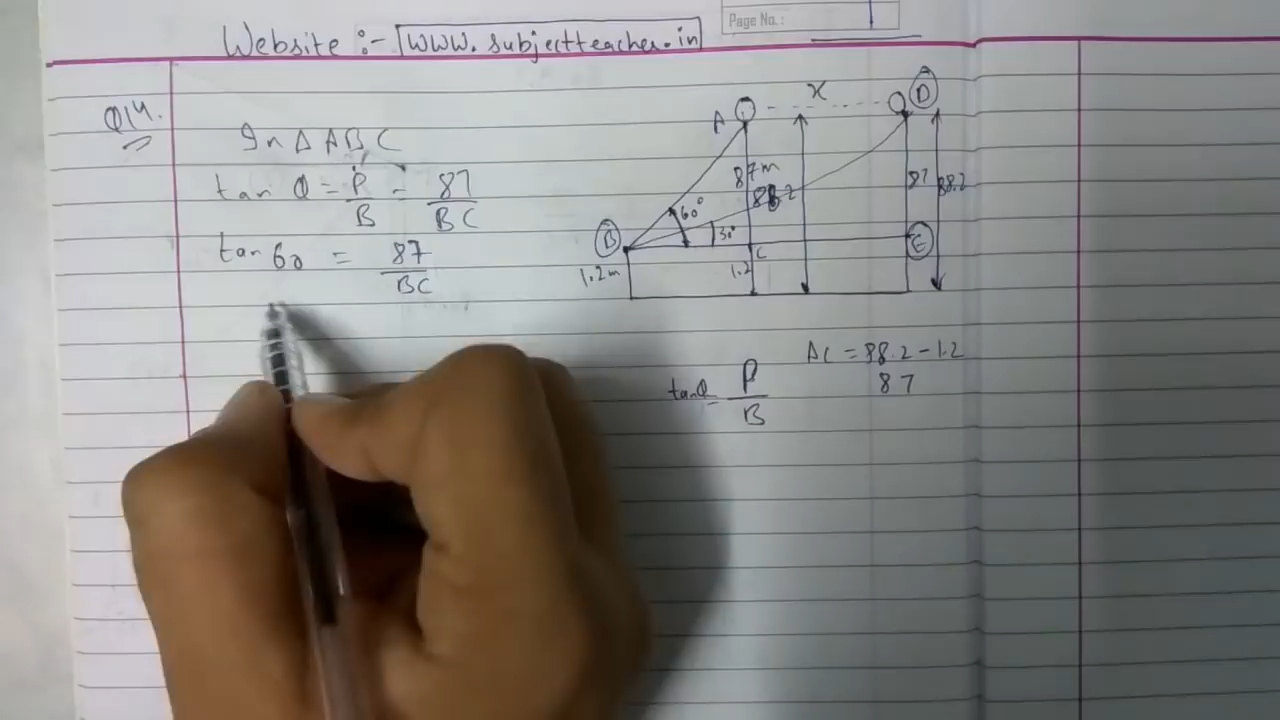 Page No.:
Website :- www.subjectteacher.in
Q14.
In Δ ABC
tan θ = P/B = 87/BC
tan 60 = 87/BC
A
x
D
87m
88.2
87
88.2
60°
30°
B
C
E
1.2m
1.2
AC = 88.2 - 1.2
87
tanθ = P/B